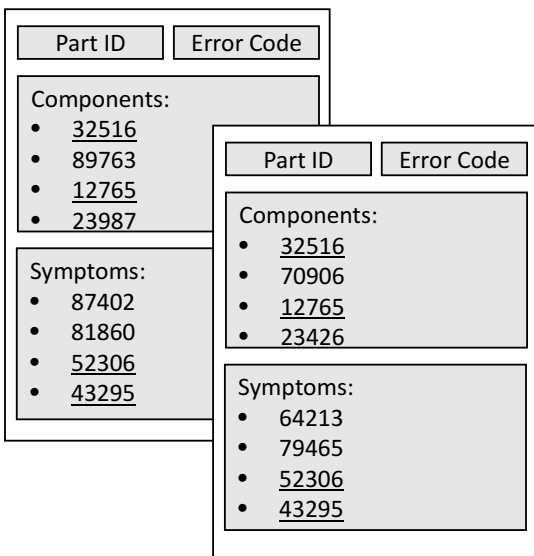 Part ID Error Code
Components:
• 32516
• 89763
• 12765
• 23987
Symptoms:
• 87402
• 81860
• 52306
• 43295
Part ID Error Code
Components:
• 32516
• 70906
• 12765
• 23426
Symptoms:
• 64213
• 79465
• 52306
• 43295